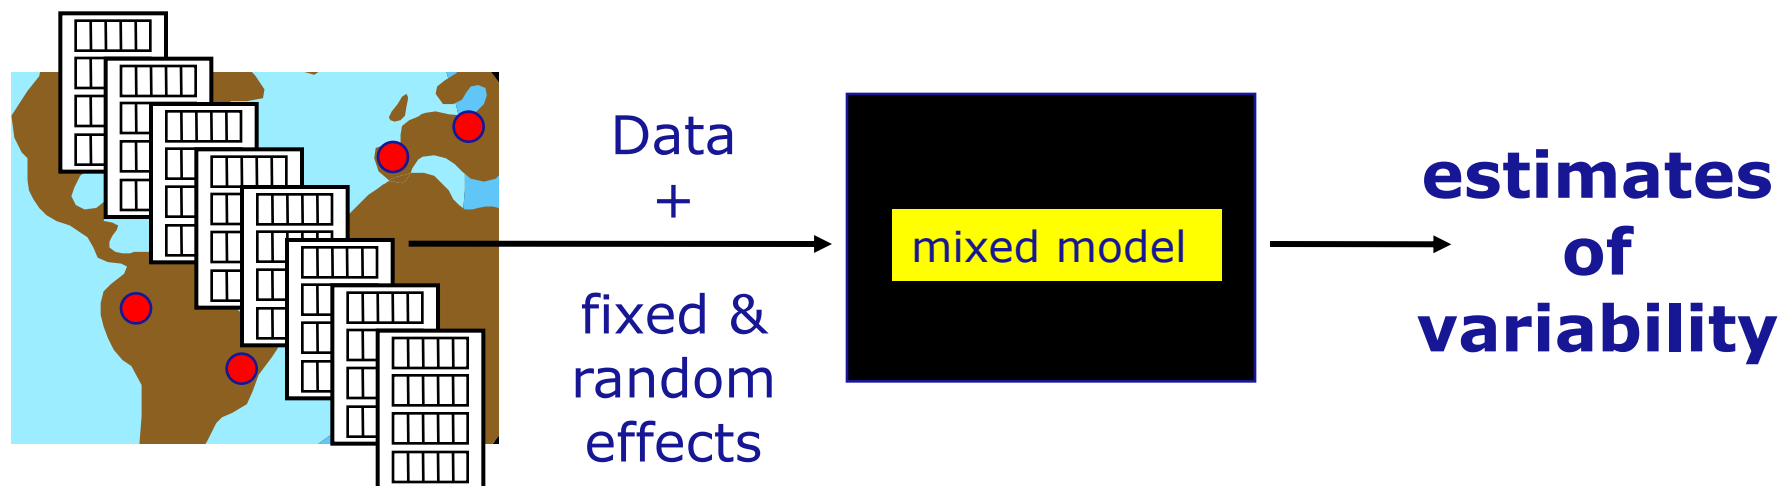 Data
+
fixed &
random
effects
mixed model
estimates
of
variability